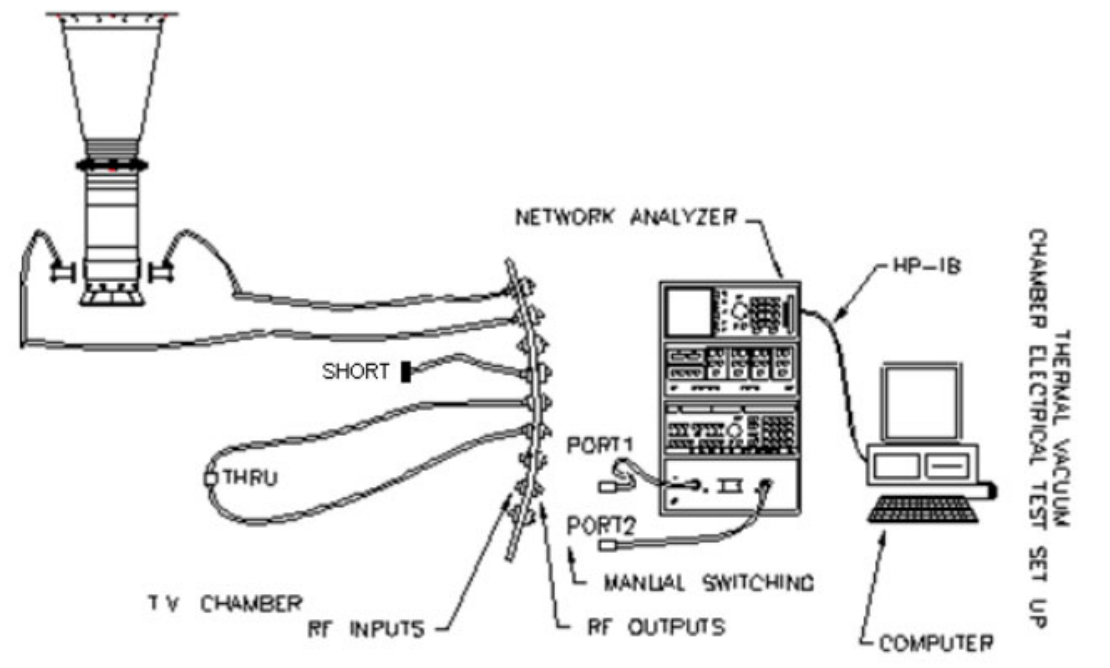 NETWORK ANALYZER
HP-IB
SHORT
THRU
PORT1
PORT2
MANUAL SWITCHING
TV CHAMBER
RF INPUTS
RF OUTPUTS
COMPUTER
THERMAL VACUUM
CHAMBER ELECTRICAL TEST SET UP